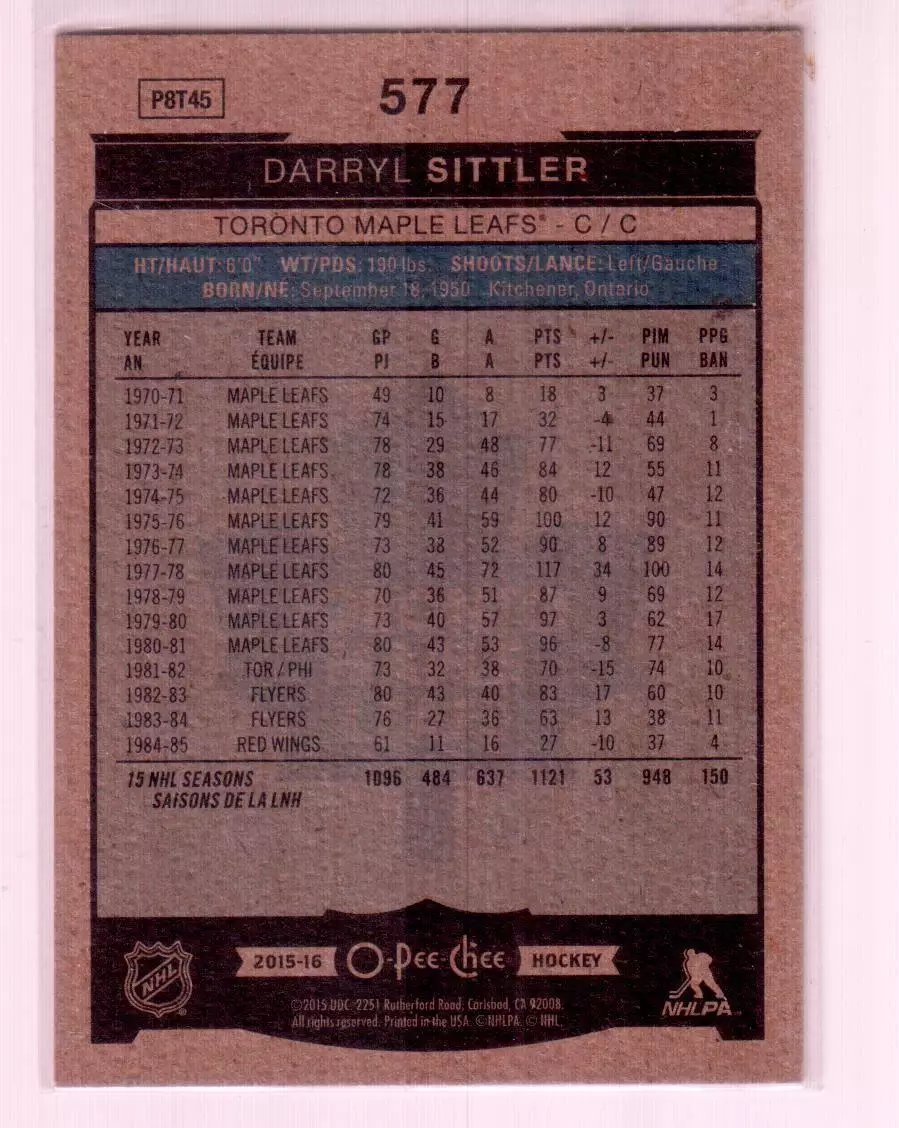 P8T45 577
DARRYL SITTLER
TORONTO MAPLE LEAFS® - C / C
HT/HAUT: 6'0" WT/PDS: 190 lbs. SHOOTS/LANCE: Left/Gauche
BORN/NÉ: September 18, 1950 Kitchener, Ontario
YEAR TEAM GP G A PTS +/- PIM PPG
AN ÉQUIPE PJ B A PTS +/- PUN BAN
1970-71 MAPLE LEAFS 49 10 8 18 3 37 3
1971-72 MAPLE LEAFS 74 15 17 32 -4 44 1
1972-73 MAPLE LEAFS 78 29 48 77 -11 69 8
1973-74 MAPLE LEAFS 78 38 46 84 12 55 11
1974-75 MAPLE LEAFS 72 36 44 80 -10 47 12
1975-76 MAPLE LEAFS 79 41 59 100 12 90 11
1976-77 MAPLE LEAFS 73 38 52 90 8 89 12
1977-78 MAPLE LEAFS 80 45 72 117 34 100 14
1978-79 MAPLE LEAFS 70 36 51 87 9 69 12
1979-80 MAPLE LEAFS 73 40 57 97 3 62 17
1980-81 MAPLE LEAFS 80 43 53 96 -8 77 14
1981-82 TOR / PHI 73 32 38 70 -15 74 10
1982-83 FLYERS 80 43 40 83 17 60 10
1983-84 FLYERS 76 27 36 63 13 38 11
1984-85 RED WINGS 61 11 16 27 -10 37 4
15 NHL SEASONS 1096 484 637 1121 53 948 150
SAISONS DE LA LNH
NHL 2015-16 O-Pee-Chee HOCKEY NHLPA
©2015 UDC. 2251 Rutherford Road, Carlsbad, CA 92008.
All rights reserved. Printed in the USA. ©NHLPA. © NHL